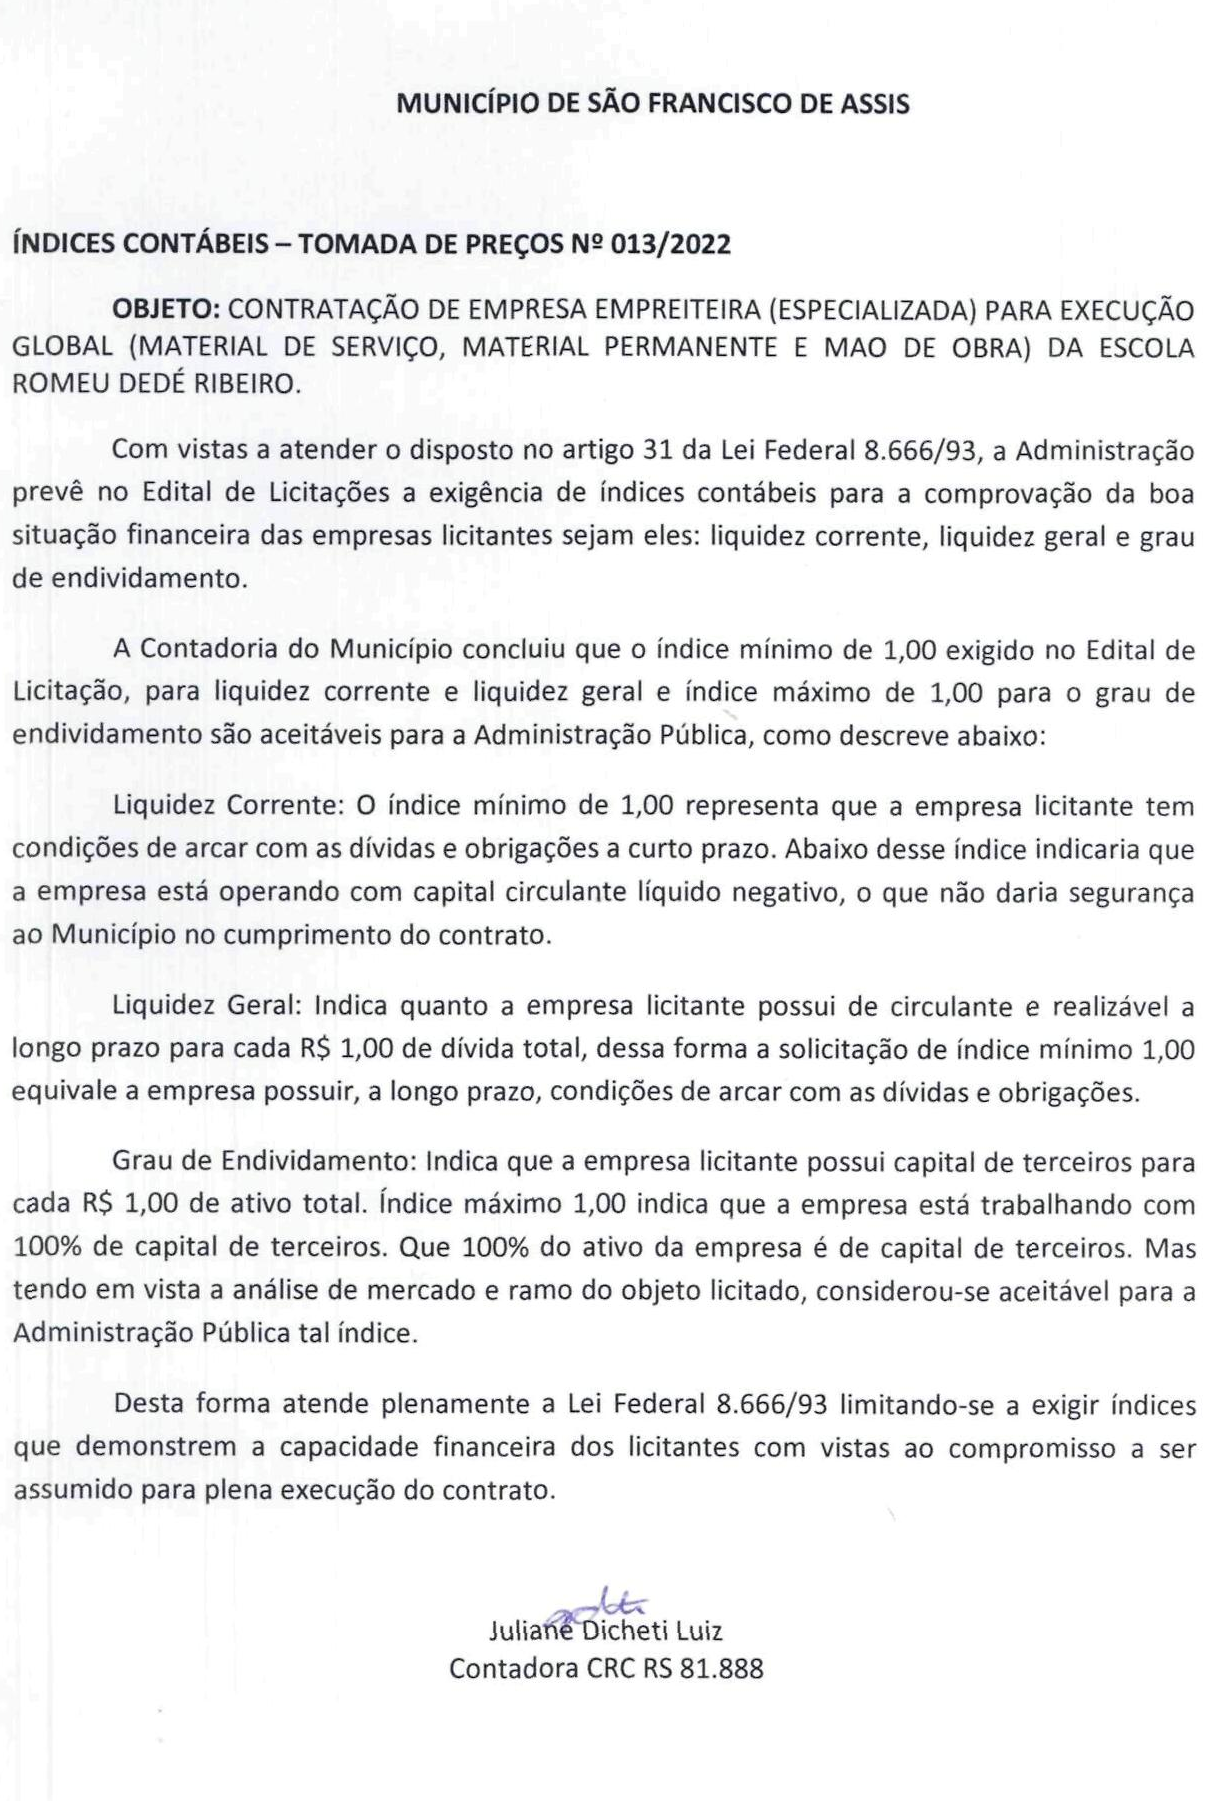 MUNICÍPIO DE SÃO FRANCISCO DE ASSIS
ÍNDICES CONTÁBEIS – TOMADA DE PREÇOS Nº 013/2022
OBJETO: CONTRATAÇÃO DE EMPRESA EMPREITEIRA (ESPECIALIZADA) PARA EXECUÇÃO
GLOBAL (MATERIAL DE SERVIÇO, MATERIAL PERMANENTE E MAO DE OBRA) DA ESCOLA
ROMEU DEDÉ RIBEIRO.
Com vistas a atender o disposto no artigo 31 da Lei Federal 8.666/93, a Administração
prevê no Edital de Licitações a exigência de índices contábeis para a comprovação da boa
situação financeira das empresas licitantes sejam eles: liquidez corrente, liquidez geral e grau
de endividamento.
A Contadoria do Município concluiu que o índice mínimo de 1,00 exigido no Edital de
Licitação, para liquidez corrente e liquidez geral e índice máximo de 1,00 para o grau de
endividamento são aceitáveis para a Administração Pública, como descreve abaixo:
Liquidez Corrente: O índice mínimo de 1,00 representa que a empresa licitante tem
condições de arcar com as dívidas e obrigações a curto prazo. Abaixo desse índice indicaria que
a empresa está operando com capital circulante líquido negativo, o que não daria segurança
ao Município no cumprimento do contrato.
Liquidez Geral: Indica quanto a empresa licitante possui de circulante e realizável a
longo prazo para cada R$ 1,00 de dívida total, dessa forma a solicitação de índice mínimo 1,00
equivale a empresa possuir, a longo prazo, condições de arcar com as dívidas e obrigações.
Grau de Endividamento: Indica que a empresa licitante possui capital de terceiros para
cada R$ 1,00 de ativo total. Índice máximo 1,00 indica que a empresa está trabalhando com
100% de capital de terceiros. Que 100% do ativo da empresa é de capital de terceiros. Mas
tendo em vista a análise de mercado e ramo do objeto licitado, considerou-se aceitável para a
Administração Pública tal índice.
Desta forma atende plenamente a Lei Federal 8.666/93 limitando-se a exigir índices
que demonstrem a capacidade financeira dos licitantes com vistas ao compromisso a ser
assumido para plena execução do contrato.
Juliane Dicheti Luiz
Contadora CRC RS 81.888